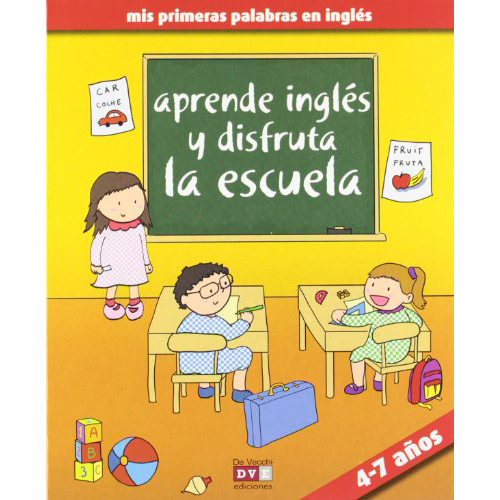 mis primeras palabras en inglés
CAR
COCHE
aprende inglés
y disfruta
la escuela
FRUIT
FRUTA
A
B
3 C
4-7 años
De Vecchi
DVE
ediciones